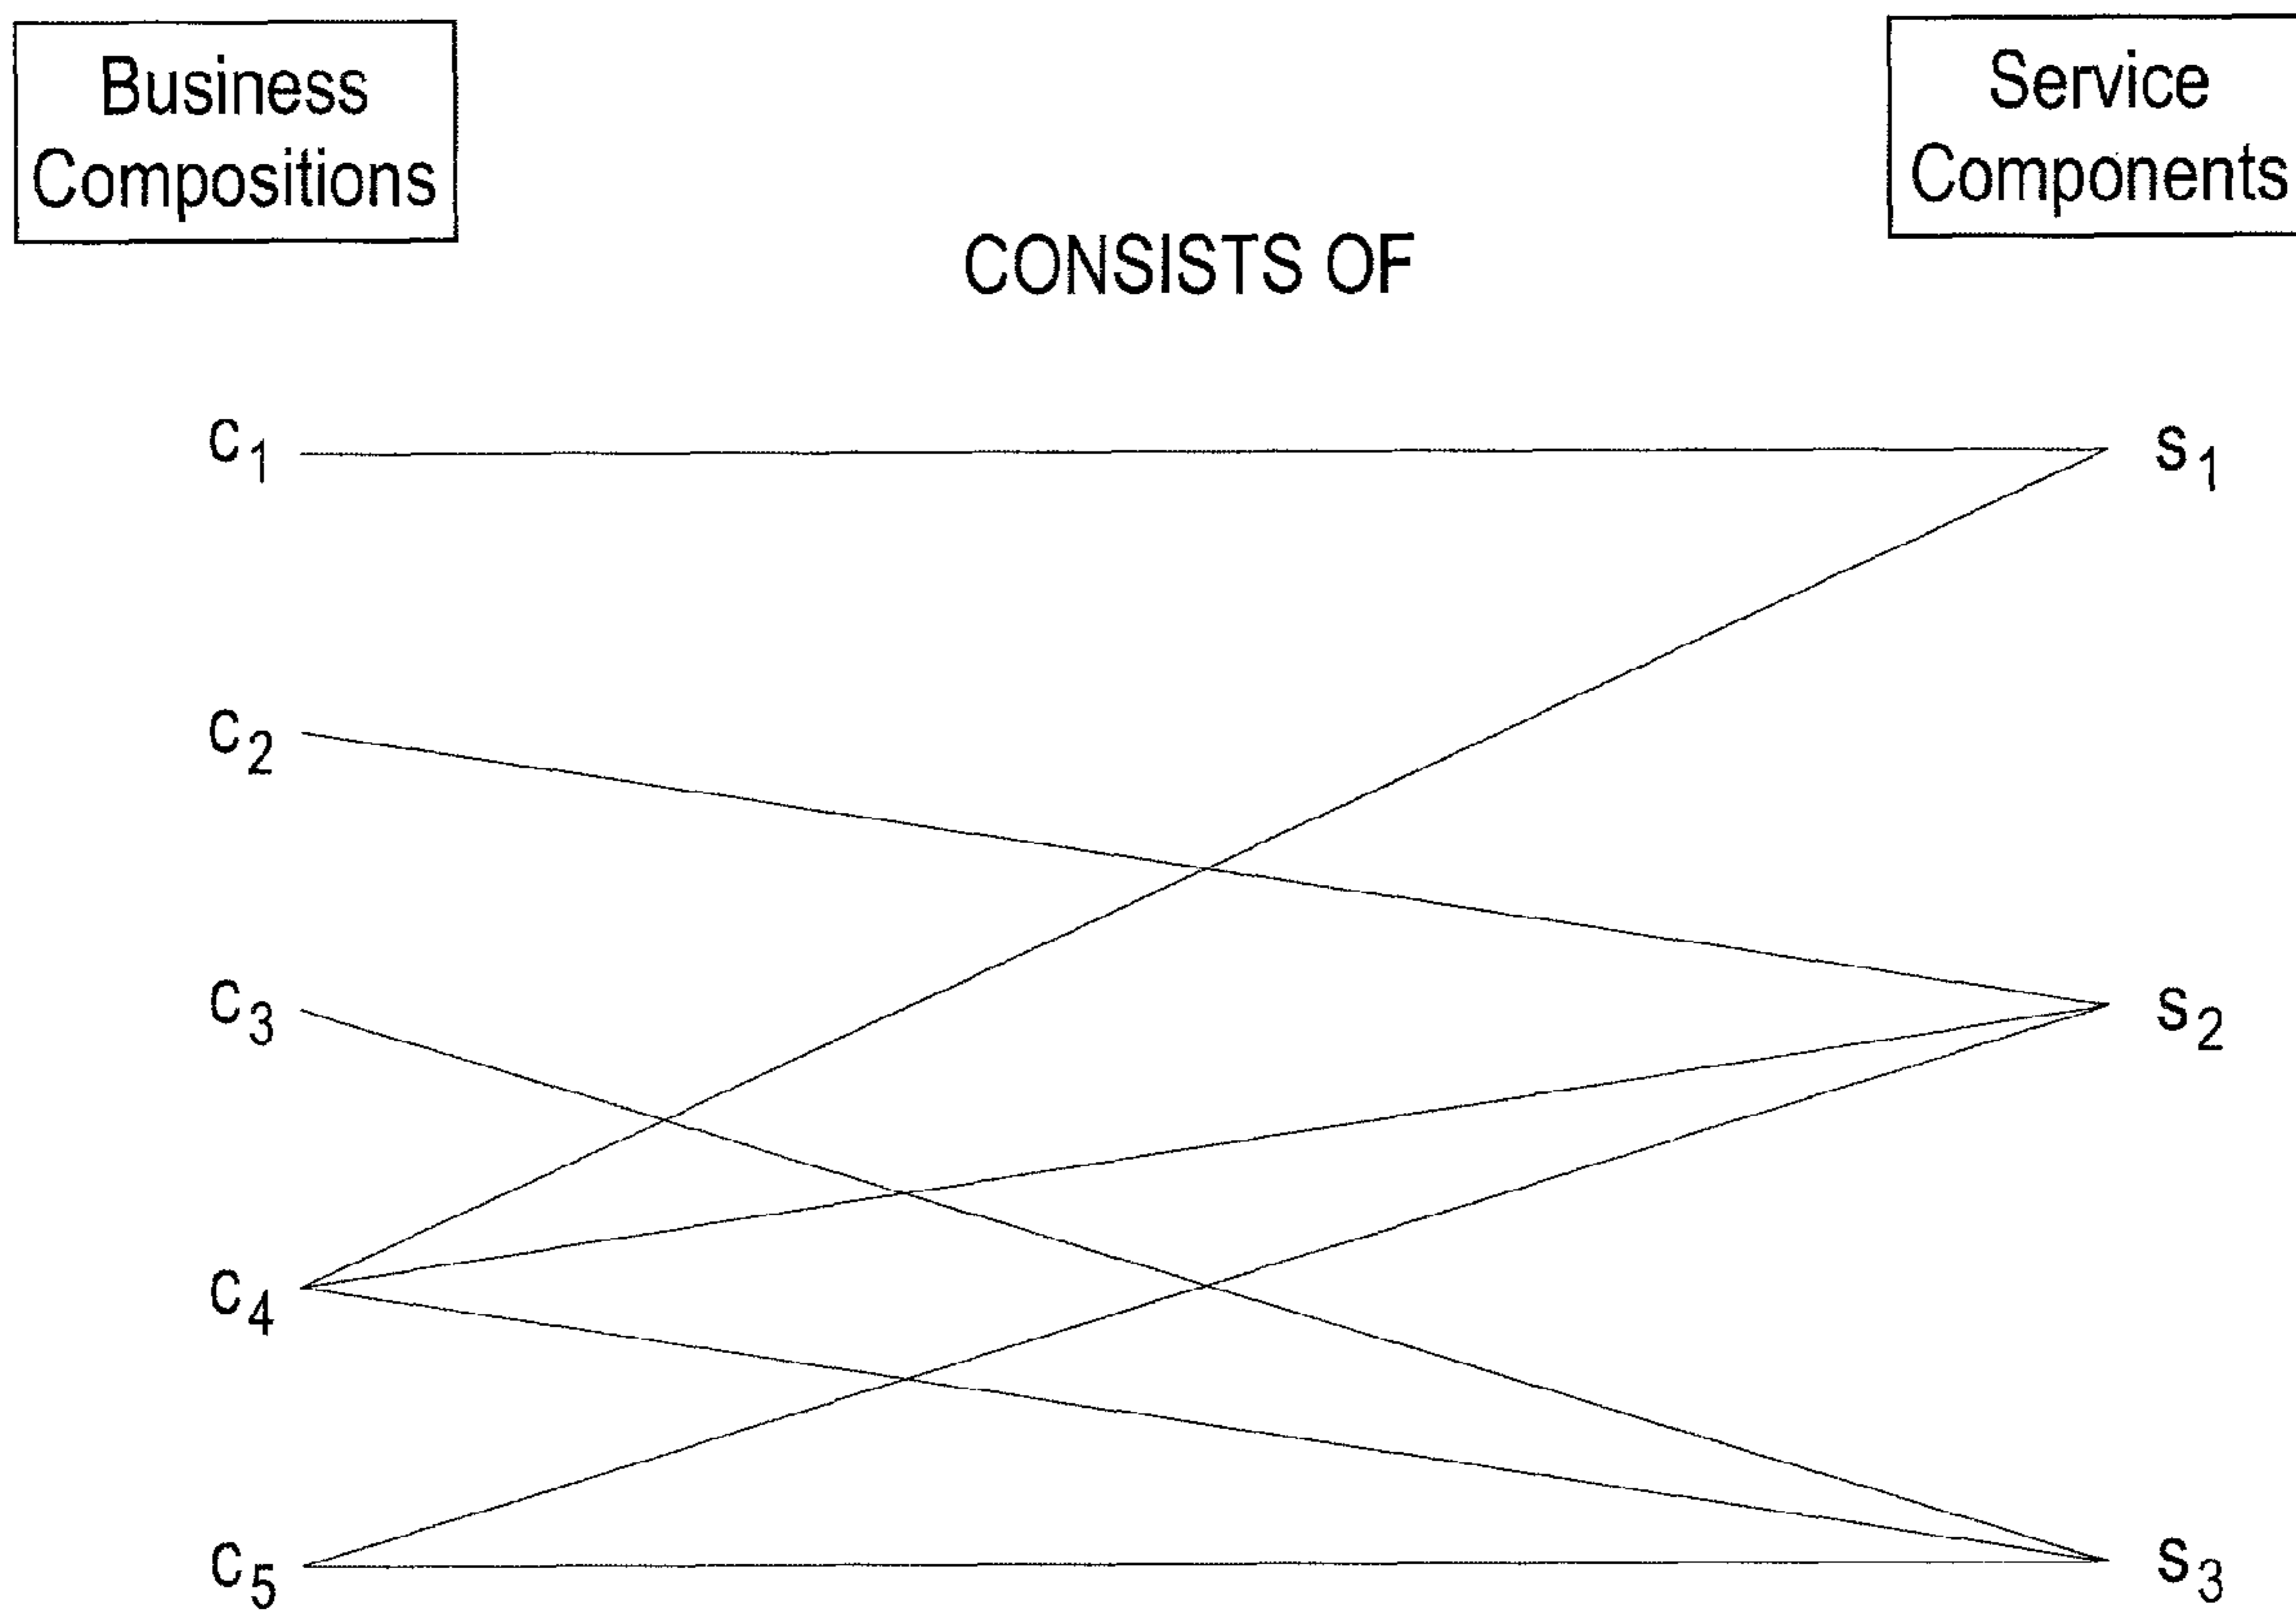 Business
Compositions
Service
Components
CONSISTS OF
c1
s1
c2
c3
s2
c4
c5
s3